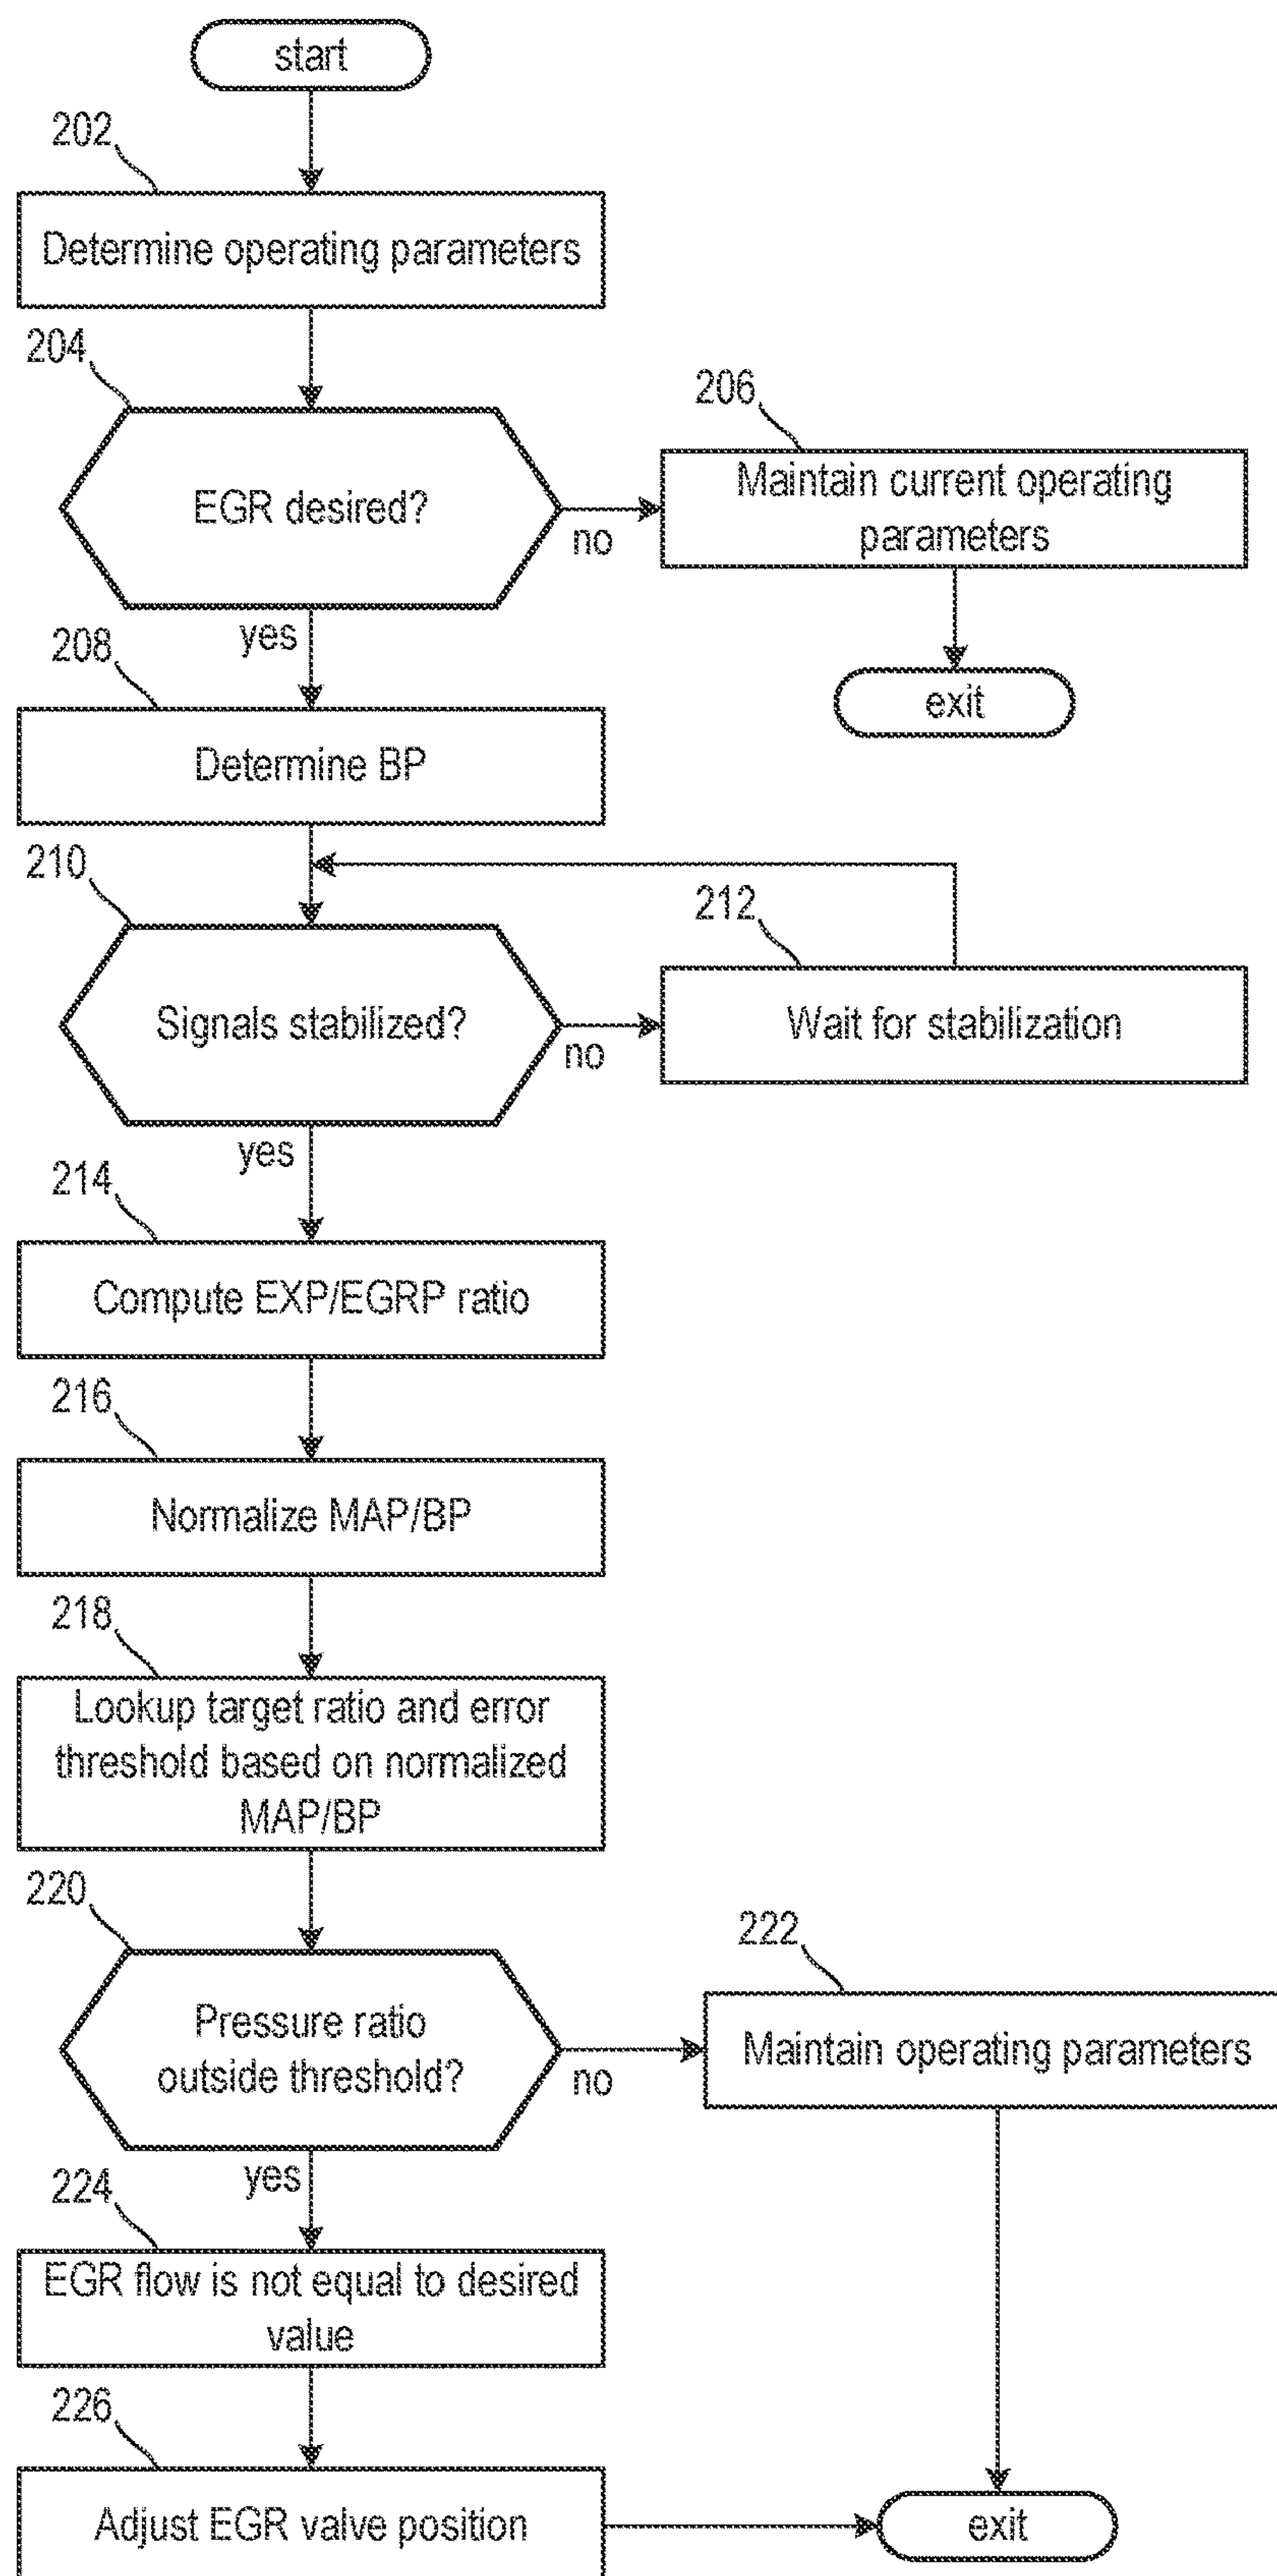 start
202
Determine operating parameters
204
EGR desired?
no
206
Maintain current operating
parameters
exit
yes
208
Determine BP
210
Signals stabilized?
no
212
Wait for stabilization
yes
214
Compute EXP/EGRP ratio
216
Normalize MAP/BP
218
Lookup target ratio and error
threshold based on normalized
MAP/BP
220
Pressure ratio
outside threshold?
no
222
Maintain operating parameters
yes
224
EGR flow is not equal to desired
value
226
Adjust EGR valve position
exit